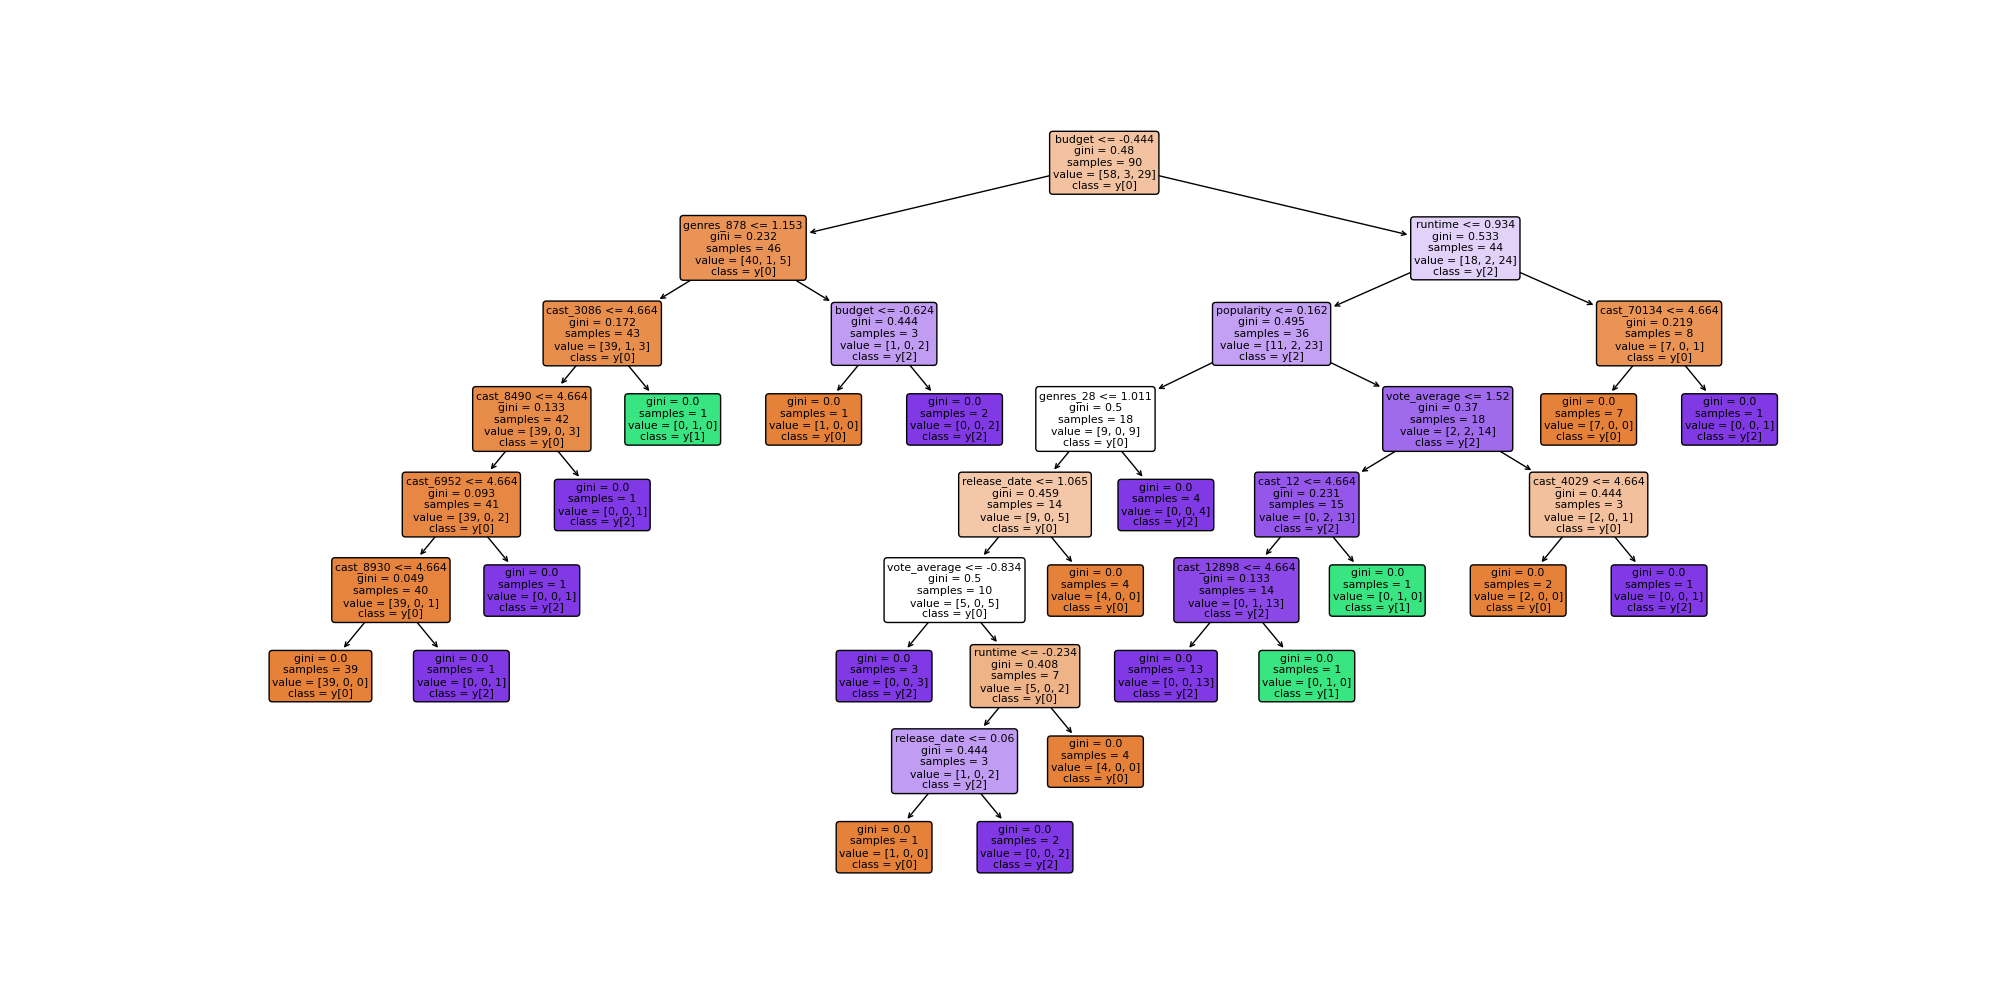 budget <= -0.444
gini = 0.48
samples = 90
value = [58, 3, 29]
class = y[0]
genres_878 <= 1.153
gini = 0.232
samples = 46
value = [40, 1, 5]
class = y[0]
runtime <= 0.934
gini = 0.533
samples = 44
value = [18, 2, 24]
class = y[2]
cast_3086 <= 4.664
gini = 0.172
samples = 43
value = [39, 1, 3]
class = y[0]
budget <= -0.624
gini = 0.444
samples = 3
value = [1, 0, 2]
class = y[2]
popularity <= 0.162
gini = 0.495
samples = 36
value = [11, 2, 23]
class = y[2]
cast_70134 <= 4.664
gini = 0.219
samples = 8
value = [7, 0, 1]
class = y[0]
cast_8490 <= 4.664
gini = 0.133
samples = 42
value = [39, 0, 3]
class = y[0]
gini = 0.0
samples = 1
value = [0, 1, 0]
class = y[1]
gini = 0.0
samples = 1
value = [1, 0, 0]
class = y[0]
gini = 0.0
samples = 2
value = [0, 0, 2]
class = y[2]
genres_28 <= 1.011
gini = 0.5
samples = 18
value = [9, 0, 9]
class = y[0]
vote_average <= 1.52
gini = 0.37
samples = 18
value = [2, 2, 14]
class = y[2]
gini = 0.0
samples = 7
value = [7, 0, 0]
class = y[0]
gini = 0.0
samples = 1
value = [0, 0, 1]
class = y[2]
cast_6952 <= 4.664
gini = 0.093
samples = 41
value = [39, 0, 2]
class = y[0]
gini = 0.0
samples = 1
value = [0, 0, 1]
class = y[2]
release_date <= 1.065
gini = 0.459
samples = 14
value = [9, 0, 5]
class = y[0]
gini = 0.0
samples = 4
value = [0, 0, 4]
class = y[2]
cast_12 <= 4.664
gini = 0.231
samples = 15
value = [0, 2, 13]
class = y[2]
cast_4029 <= 4.664
gini = 0.444
samples = 3
value = [2, 0, 1]
class = y[0]
cast_8930 <= 4.664
gini = 0.049
samples = 40
value = [39, 0, 1]
class = y[0]
gini = 0.0
samples = 1
value = [0, 0, 1]
class = y[2]
vote_average <= -0.834
gini = 0.5
samples = 10
value = [5, 0, 5]
class = y[0]
gini = 0.0
samples = 4
value = [4, 0, 0]
class = y[0]
cast_12898 <= 4.664
gini = 0.133
samples = 14
value = [0, 1, 13]
class = y[2]
gini = 0.0
samples = 1
value = [0, 1, 0]
class = y[1]
gini = 0.0
samples = 2
value = [2, 0, 0]
class = y[0]
gini = 0.0
samples = 1
value = [0, 0, 1]
class = y[2]
gini = 0.0
samples = 39
value = [39, 0, 0]
class = y[0]
gini = 0.0
samples = 1
value = [0, 0, 1]
class = y[2]
gini = 0.0
samples = 3
value = [0, 0, 3]
class = y[2]
runtime <= -0.234
gini = 0.408
samples = 7
value = [5, 0, 2]
class = y[0]
gini = 0.0
samples = 13
value = [0, 0, 13]
class = y[2]
gini = 0.0
samples = 1
value = [0, 1, 0]
class = y[1]
release_date <= 0.06
gini = 0.444
samples = 3
value = [1, 0, 2]
class = y[2]
gini = 0.0
samples = 4
value = [4, 0, 0]
class = y[0]
gini = 0.0
samples = 1
value = [1, 0, 0]
class = y[0]
gini = 0.0
samples = 2
value = [0, 0, 2]
class = y[2]